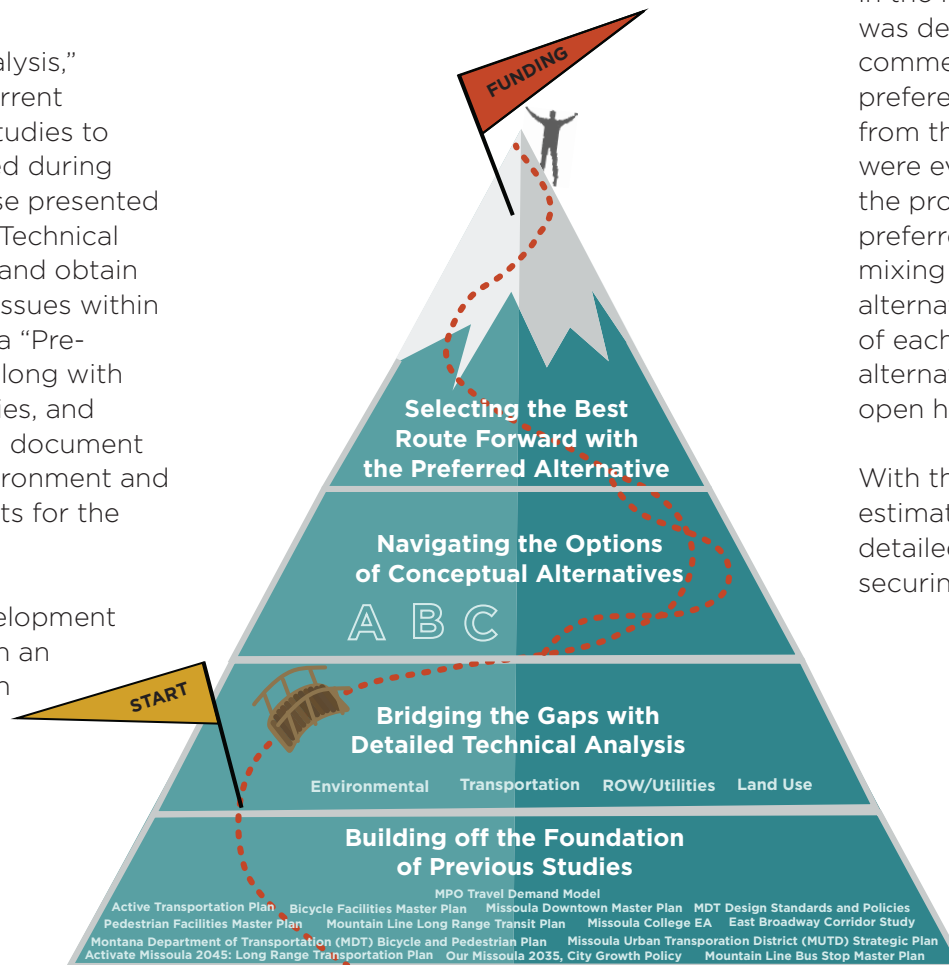 alysis,”
rrent
tudies to
ed during
se presented
Technical
and obtain
issues within
a “Pre-
long with
ies, and
document
ronment and
ts for the
elopment
n an
n
FUNDING
Selecting the Best
Route Forward with
the Preferred Alternative
Navigating the Options
of Conceptual Alternatives
A B C
START
Bridging the Gaps with
Detailed Technical Analysis
Environmental Transportation ROW/Utilities Land Use
Building off the Foundation
of Previous Studies
MPO Travel Demand Model
Active Transportation Plan Bicycle Facilities Master Plan Missoula Downtown Master Plan MDT Design Standards and Policies
Pedestrian Facilities Master Plan Mountain Line Long Range Transit Plan Missoula College EA East Broadway Corridor Study
Montana Department of Transportation (MDT) Bicycle and Pedestrian Plan Missoula Urban Transporation District (MUTD) Strategic Plan
Activate Missoula 2045: Long Range Transportation Plan Our Missoula 2035, City Growth Policy Mountain Line Bus Stop Master Plan
was de
comme
prefere
from th
were ev
the pro
preferr
mixing
alterna
of each
alterna
open h
With th
estimat
detailec
securin